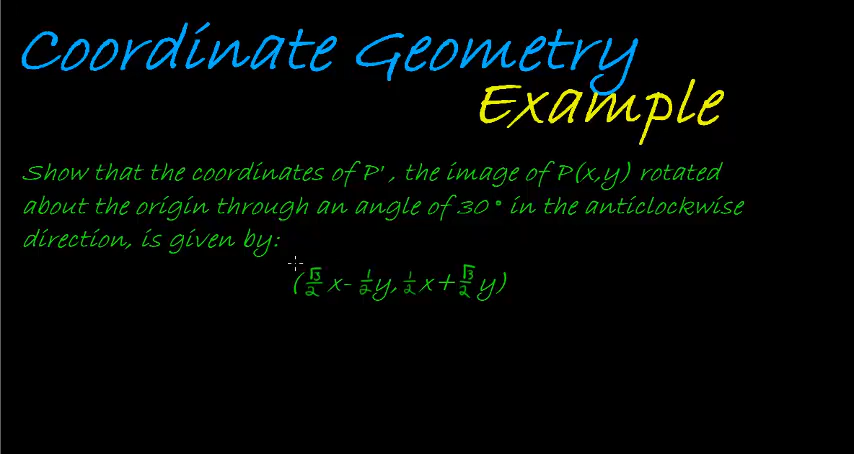 Coordinate Geometry
Example
Show that the coordinates of P', the image of P(x,y) rotated
about the origin through an angle of 30° in the anticlockwise
direction, is given by:
(√3/2 x- 1/2 y, 1/2 x+ √3/2 y)